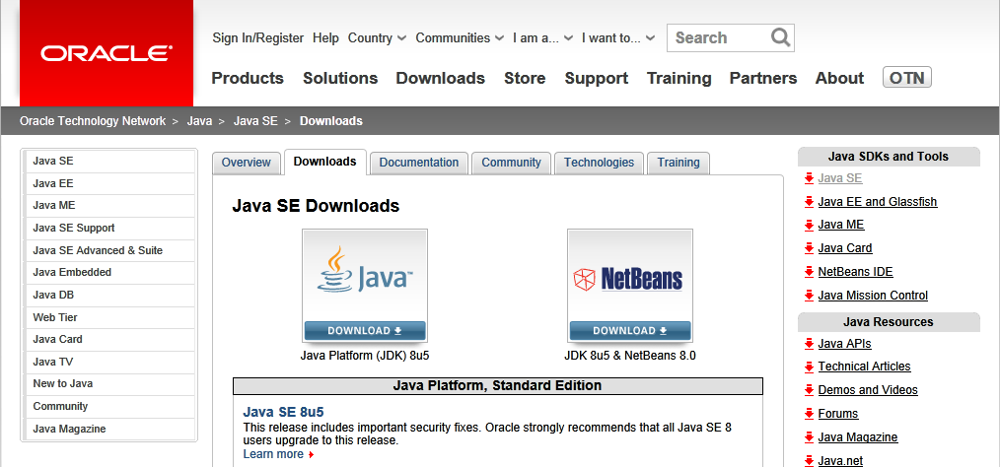 ORACLE
Sign In/Register Help Country Communities I am a... I want to... Search
Products Solutions Downloads Store Support Training Partners About OTN
Oracle Technology Network > Java > Java SE > Downloads
Java SE
Java EE
Java ME
Java SE Support
Java SE Advanced & Suite
Java Embedded
Java DB
Web Tier
Java Card
Java TV
New to Java
Community
Java Magazine
Overview Downloads Documentation Community Technologies Training
Java SE Downloads
Java™ NetBeans
DOWNLOAD DOWNLOAD
Java Platform (JDK) 8u5 JDK 8u5 & NetBeans 8.0
Java Platform, Standard Edition
Java SE 8u5
This release includes important security fixes. Oracle strongly recommends that all Java SE 8
users upgrade to this release.
Learn more
Java SDKs and Tools
Java SE
Java EE and Glassfish
Java ME
Java Card
NetBeans IDE
Java Mission Control
Java Resources
Java APIs
Technical Articles
Demos and Videos
Forums
Java Magazine
Java.net